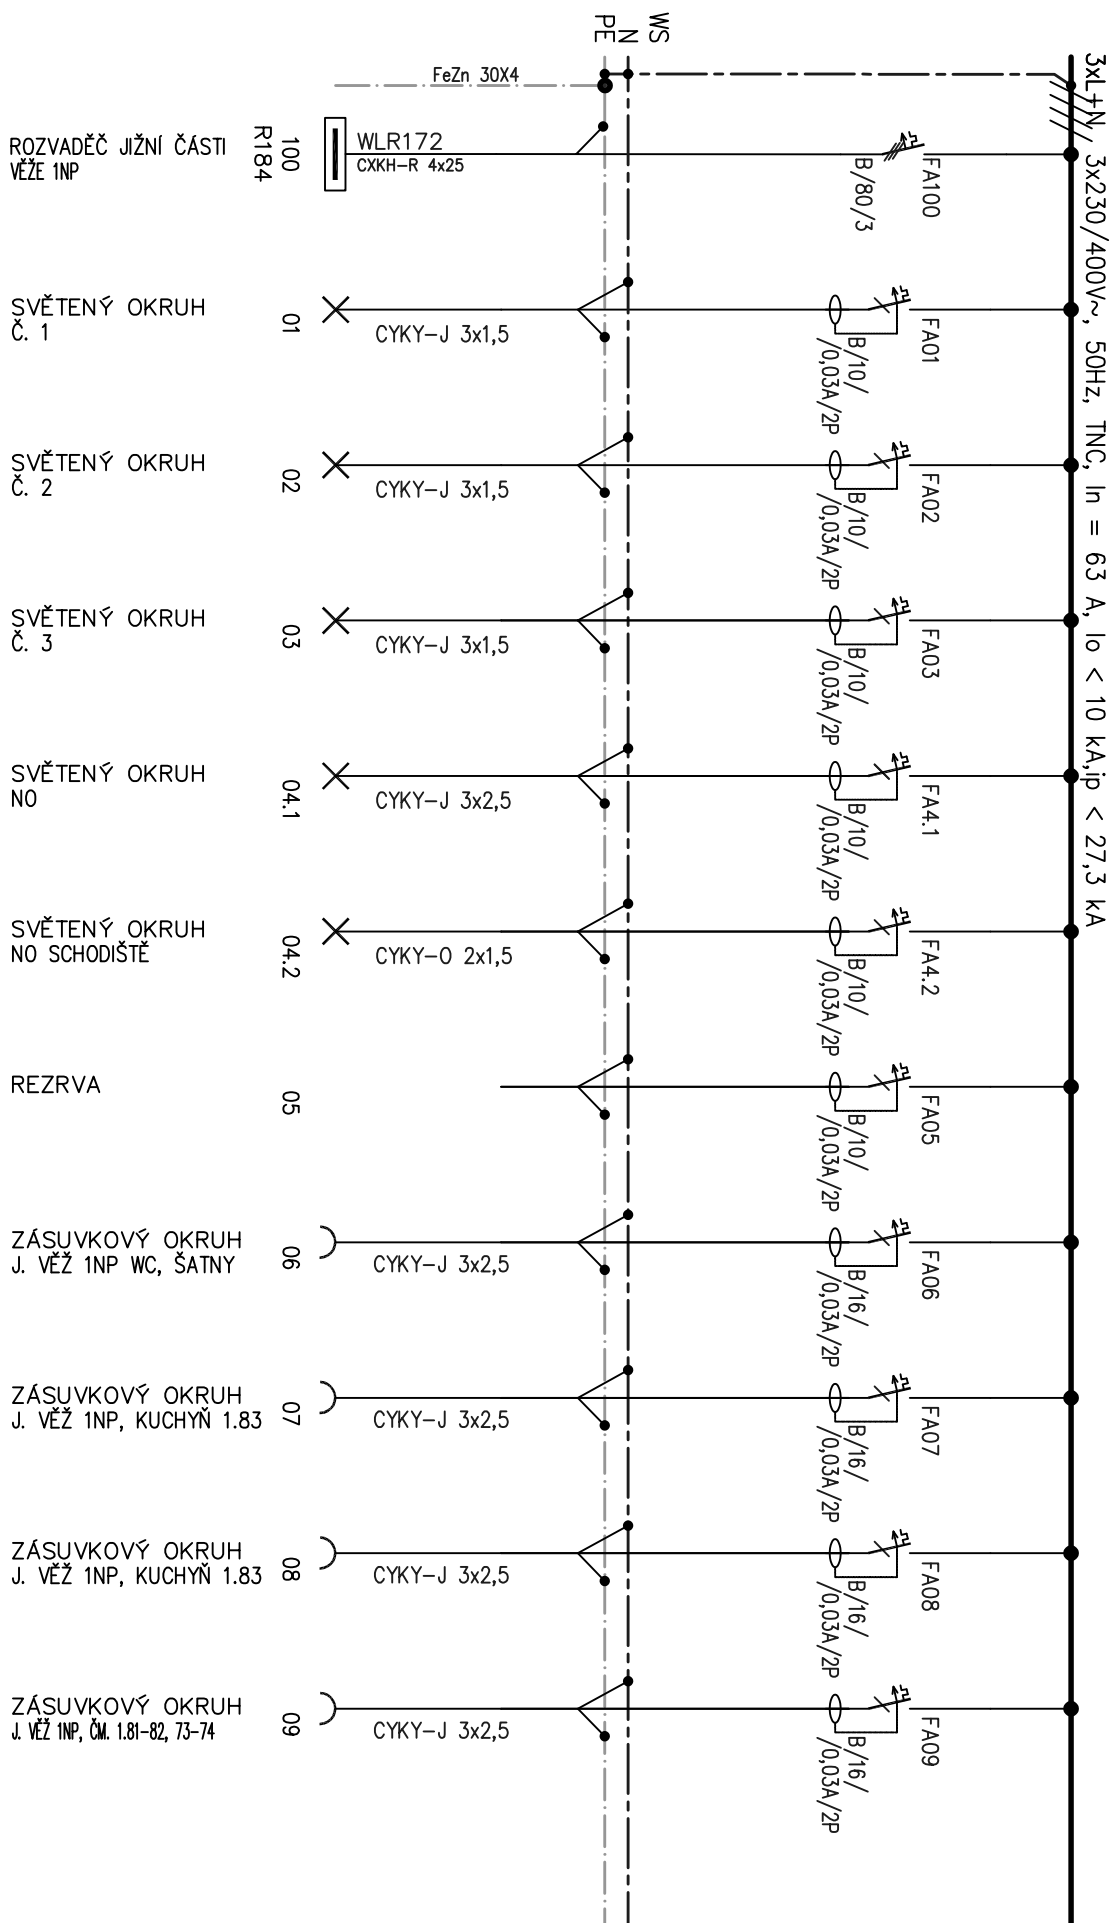 WS
N
PE
3xL+N, 3x230/400V~, 50Hz, TNC, In = 63 A, Io < 10 kA,ip < 27,3 kA
FeZn 30X4
ROZVADĚČ JIŽNÍ ČÁSTI
VĚŽE 1NP
100
R184
WLR172
CXKH-R 4x25
B/80/3
FA100
SVĚTENÝ OKRUH
Č. 1
01
CYKY-J 3x1,5
B/10/
/0,03A/2P
FA01
SVĚTENÝ OKRUH
Č. 2
02
CYKY-J 3x1,5
B/10/
/0,03A/2P
FA02
SVĚTENÝ OKRUH
Č. 3
03
CYKY-J 3x1,5
B/10/
/0,03A/2P
FA03
SVĚTENÝ OKRUH
NO
04.1
CYKY-J 3x2,5
B/10/
/0,03A/2P
FA4.1
SVĚTENÝ OKRUH
NO SCHODIŠTĚ
04.2
CYKY-O 2x1,5
B/10/
/0,03A/2P
FA4.2
REZRVA
05
B/10/
/0,03A/2P
FA05
ZÁSUVKOVÝ OKRUH
J. VĚŽ 1NP WC, ŠATNY
06
CYKY-J 3x2,5
B/16/
/0,03A/2P
FA06
ZÁSUVKOVÝ OKRUH
J. VĚŽ 1NP, KUCHYŇ 1.83
07
CYKY-J 3x2,5
B/16/
/0,03A/2P
FA07
ZÁSUVKOVÝ OKRUH
J. VĚŽ 1NP, KUCHYŇ 1.83
08
CYKY-J 3x2,5
B/16/
/0,03A/2P
FA08
ZÁSUVKOVÝ OKRUH
J. VĚŽ 1NP, ČM. 1.81-82, 73-74
09
CYKY-J 3x2,5
B/16/
/0,03A/2P
FA09